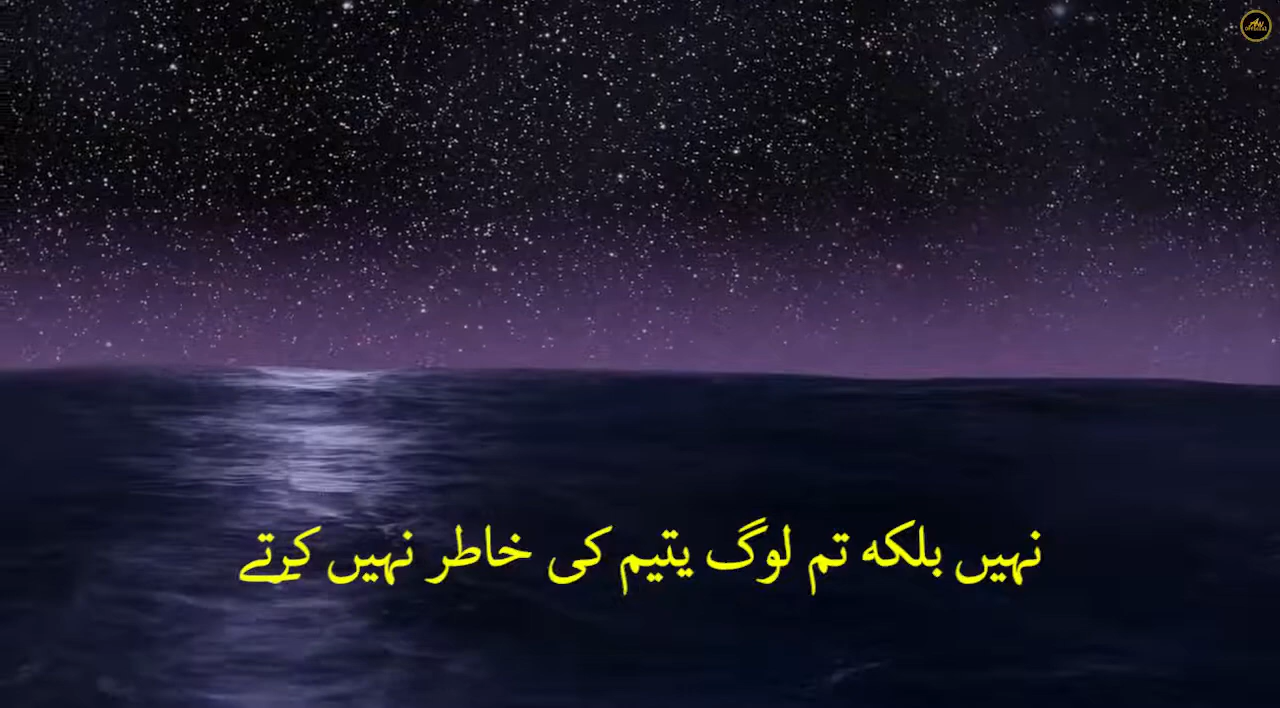 نہیں بلکہ تم لوگ یتیم کی خاطر نہیں کرتے